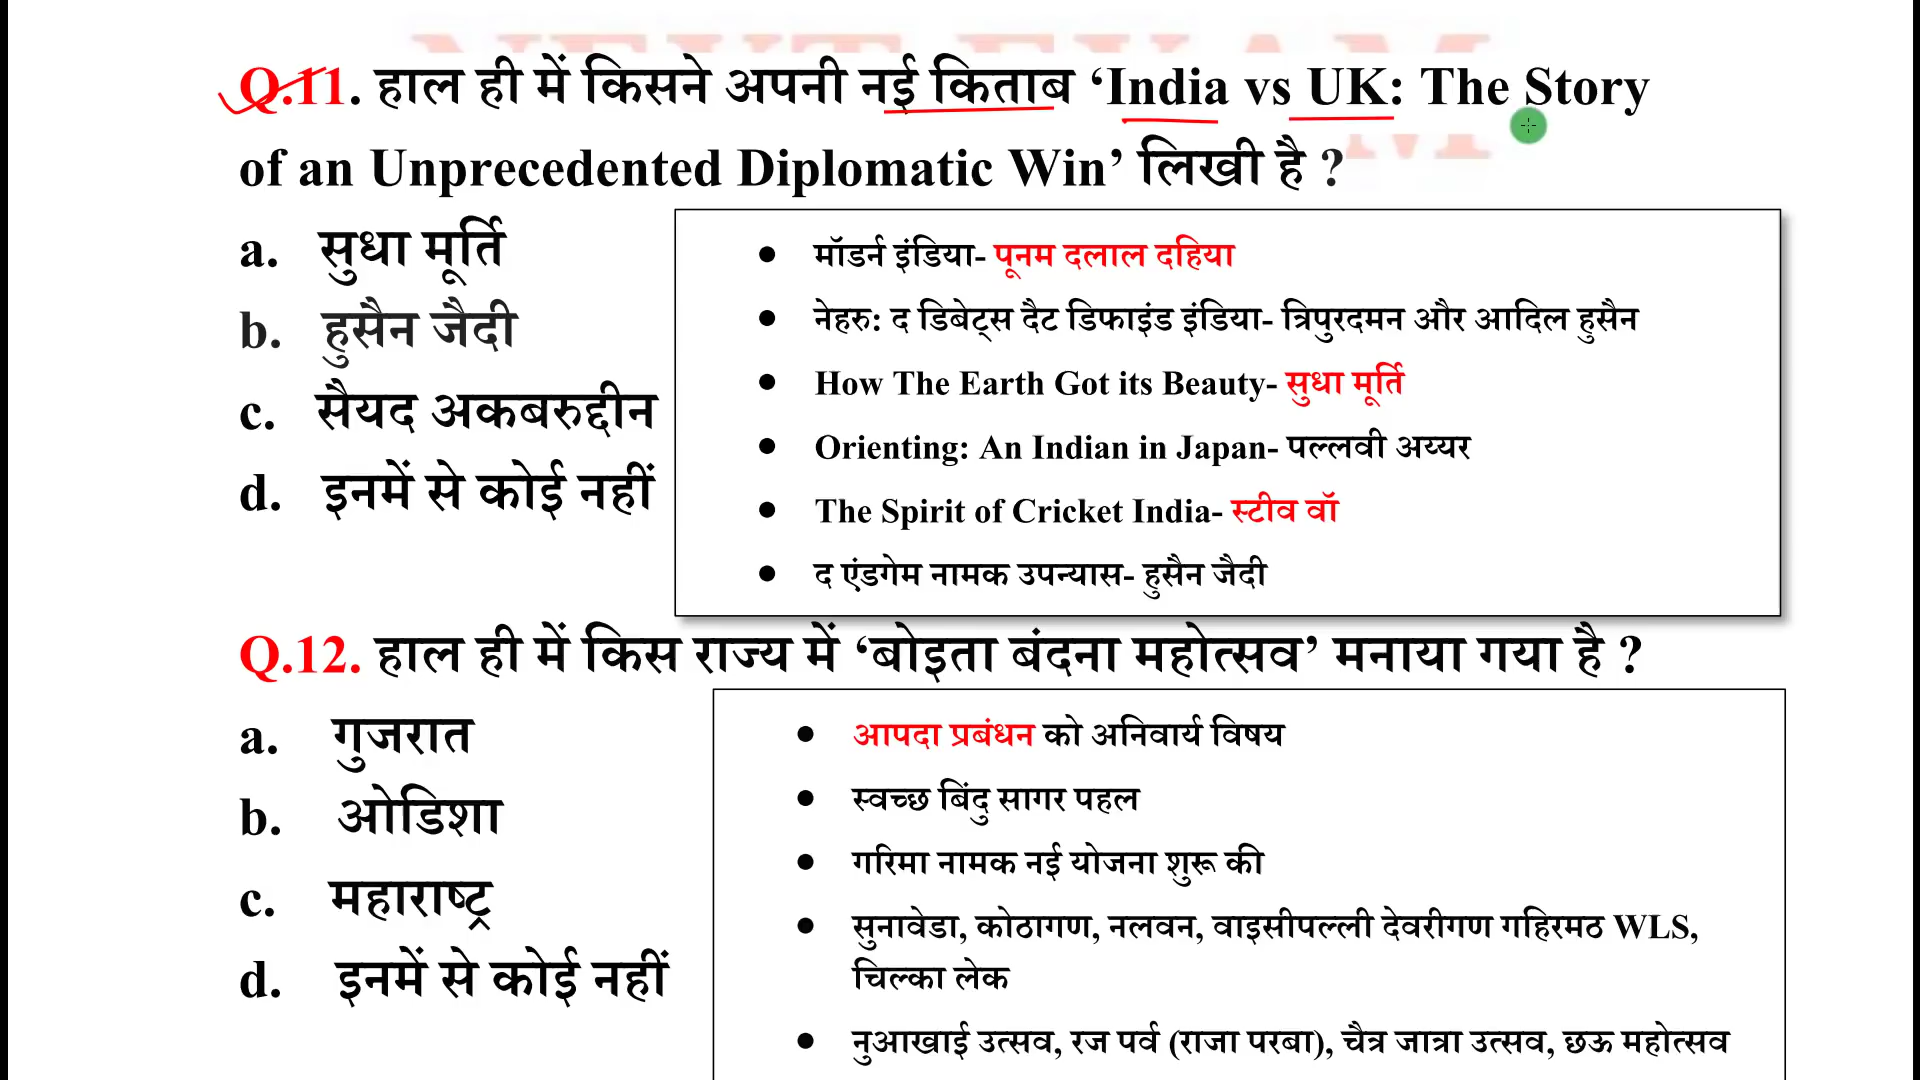 Q.11. हाल ही में किसने अपनी नई किताब ‘India vs UK: The Story
of an Unprecedented Diplomatic Win’ लिखी है ?
a. सुधा मूर्ति
b. हुसैन जैदी
c. सैयद अकबरुद्दीन
d. इनमें से कोई नहीं
● मॉडर्न इंडिया- पूनम दलाल दहिया
● नेहरु: द डिबेट्स दैट डिफाइंड इंडिया- त्रिपुरदमन और आदिल हुसैन
● How The Earth Got its Beauty- सुधा मूर्ति
● Orienting: An Indian in Japan- पल्लवी अय्यर
● The Spirit of Cricket India- स्टीव वॉ
● द एंडगेम नामक उपन्यास- हुसैन जैदी
Q.12. हाल ही में किस राज्य में ‘बोइता बंदना महोत्सव’ मनाया गया है ?
a. गुजरात
b. ओडिशा
c. महाराष्ट्र
d. इनमें से कोई नहीं
● आपदा प्रबंधन को अनिवार्य विषय
● स्वच्छ बिंदु सागर पहल
● गरिमा नामक नई योजना शुरू की
● सुनावेडा, कोठागण, नलवन, वाइसीपल्ली देवरीगण गहिरमठ WLS,
चिल्का लेक
● नुआखाई उत्सव, रज पर्व (राजा परबा), चैत्र जात्रा उत्सव, छऊ महोत्सव